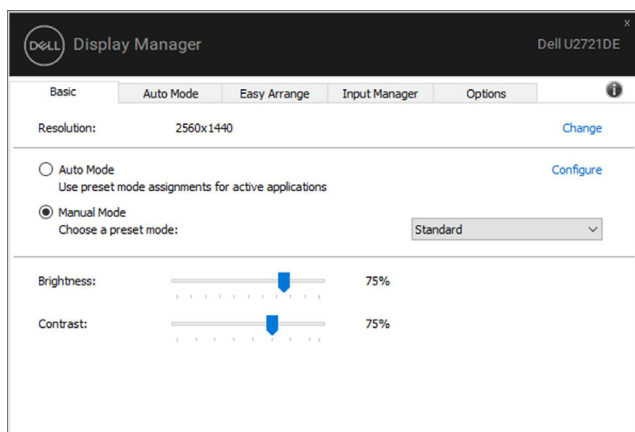 x
DELL Display Manager
Dell U2721DE
Basic Auto Mode Easy Arrange Input Manager Options i
Resolution: 2560x1440 Change
Auto Mode Configure
Use preset mode assignments for active applications
Manual Mode
Choose a preset mode: Standard
Brightness: 75%
Contrast: 75%